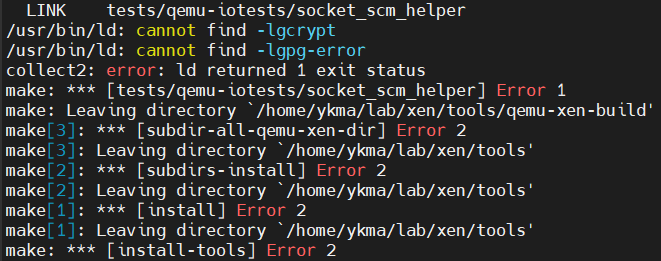 LINK    tests/qemu-iotests/socket_scm_helper
/usr/bin/ld: cannot find -lgcrypt
/usr/bin/ld: cannot find -lgpg-error
collect2: error: ld returned 1 exit status
make: *** [tests/qemu-iotests/socket_scm_helper] Error 1
make: Leaving directory `/home/ykma/lab/xen/tools/qemu-xen-build'
make[3]: *** [subdir-all-qemu-xen-dir] Error 2
make[3]: Leaving directory `/home/ykma/lab/xen/tools'
make[2]: *** [subdirs-install] Error 2
make[2]: Leaving directory `/home/ykma/lab/xen/tools'
make[1]: *** [install] Error 2
make[1]: Leaving directory `/home/ykma/lab/xen/tools'
make: *** [install-tools] Error 2